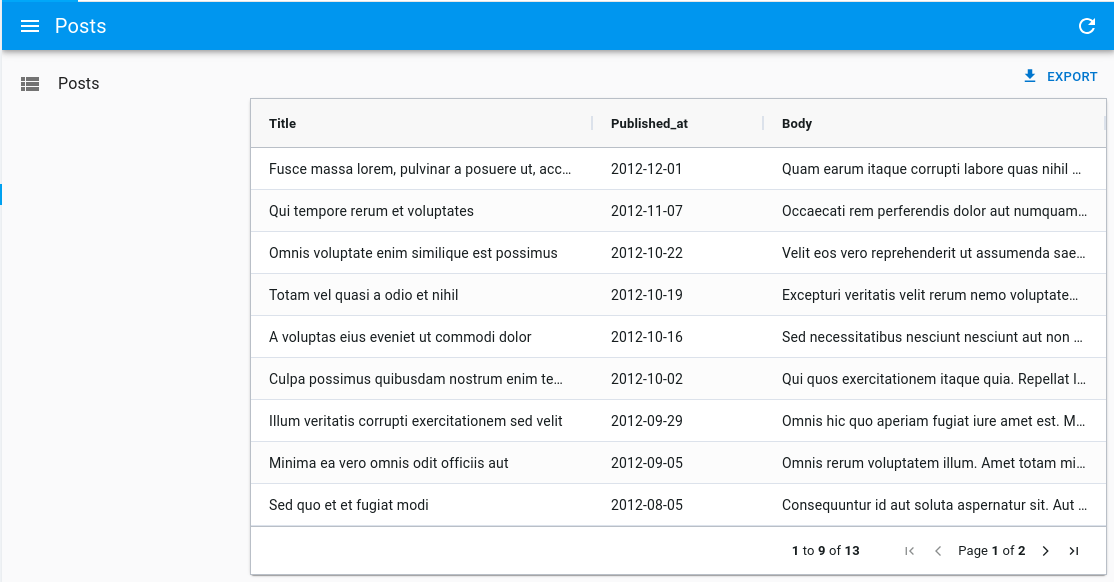 Posts
Posts
EXPORT
Title Published_at Body
Fusce massa lorem, pulvinar a posuere ut, acc... 2012-12-01 Quam earum itaque corrupti labore quas nihil ...
Qui tempore rerum et voluptates 2012-11-07 Occaecati rem perferendis dolor aut numquam...
Omnis voluptate enim similique est possimus 2012-10-22 Velit eos vero reprehenderit ut assumenda sae...
Totam vel quasi a odio et nihil 2012-10-19 Excepturi veritatis velit rerum nemo voluptate...
A voluptas eius eveniet ut commodi dolor 2012-10-16 Sed necessitatibus nesciunt nesciunt aut non ...
Culpa possimus quibusdam nostrum enim te... 2012-10-02 Qui quos exercitationem itaque quia. Repellat l...
Illum veritatis corrupti exercitationem sed velit 2012-09-29 Omnis hic quo aperiam fugiat iure amet est. M...
Minima ea vero omnis odit officiis aut 2012-09-05 Omnis rerum voluptatem illum. Amet totam mi...
Sed quo et et fugiat modi 2012-08-05 Consequuntur id aut soluta aspernatur sit. Aut ...
1 to 9 of 13 Page 1 of 2